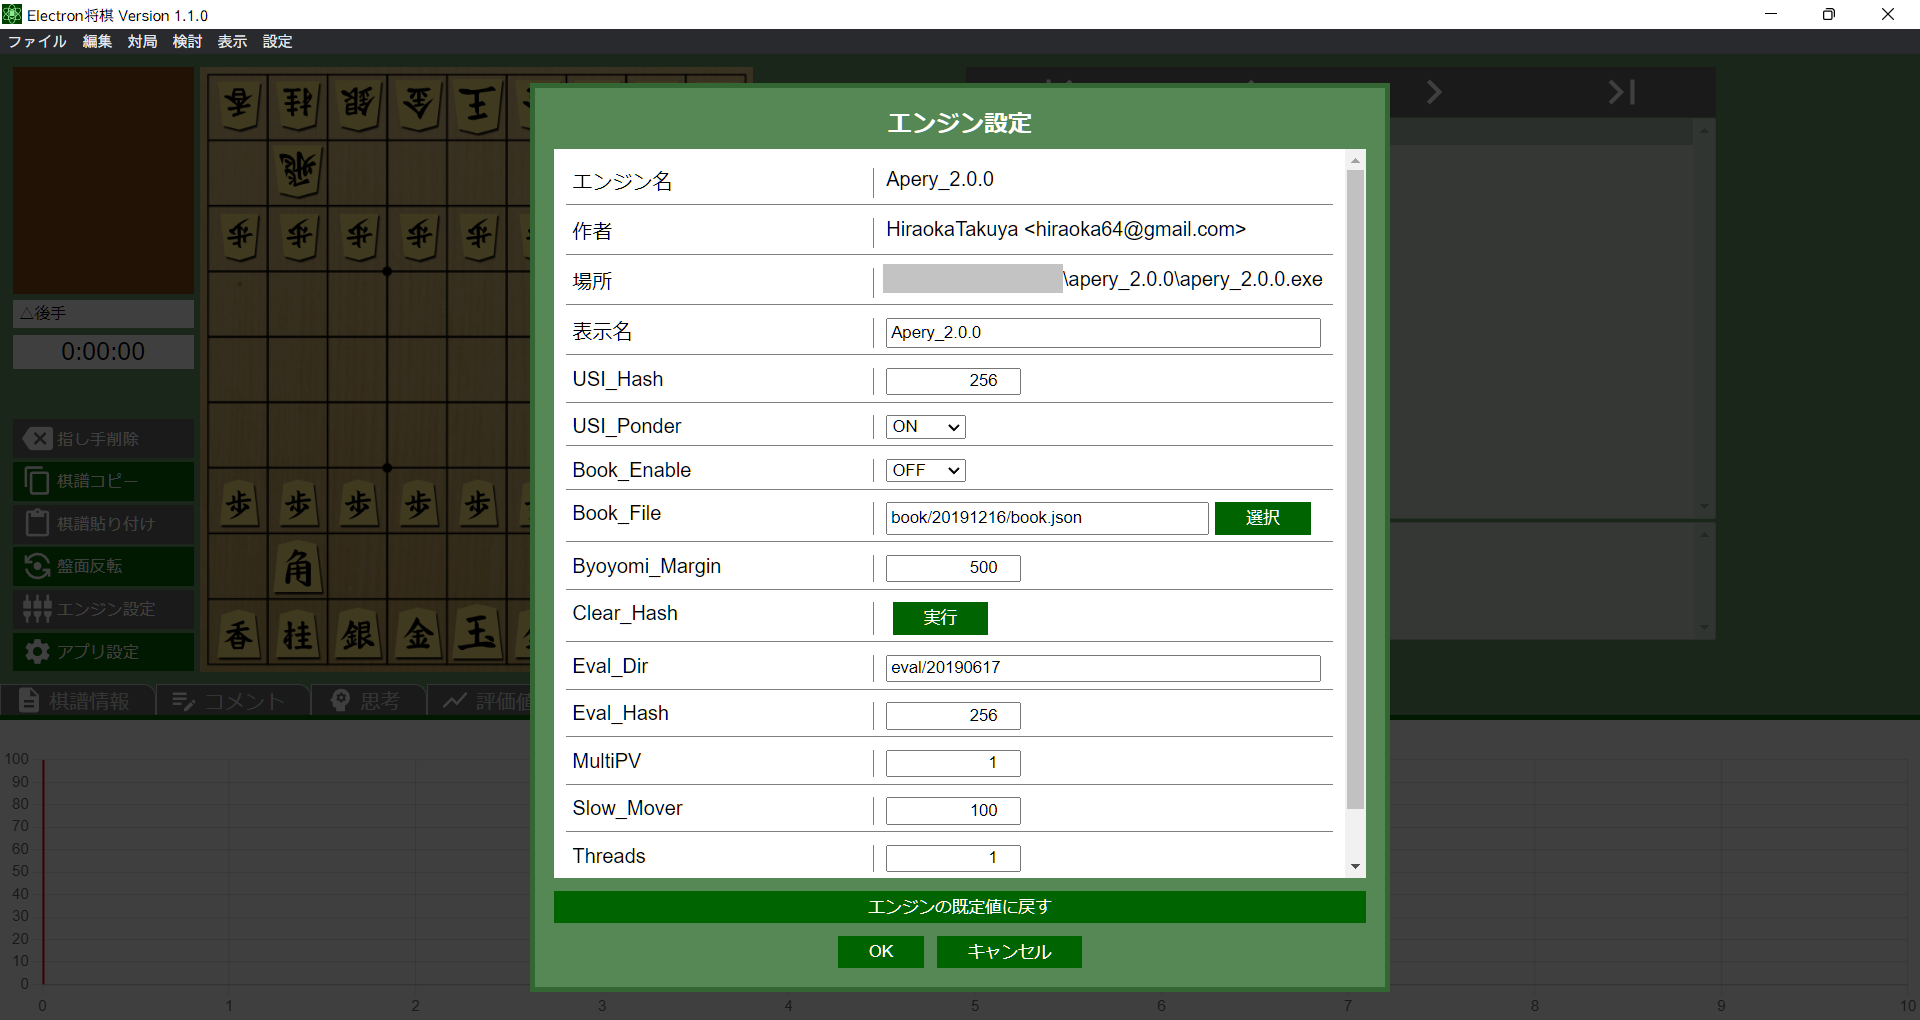 Electron将棋 Version 1.1.0
ファイル 編集 対局 検討 表示 設定
香 桂 銀 金 王
飛
歩 歩 歩 歩 歩
△後手
0:00:00
指し手削除
棋譜コピー
棋譜貼り付け
盤面反転
エンジン設定
アプリ設定
歩 歩 歩 歩 歩
角
香 桂 銀 金 玉
棋譜情報 コメント 思考 評価値
エンジン設定
エンジン名 Apery_2.0.0
作者 HiraokaTakuya <hiraoka64@gmail.com>
場所 \apery_2.0.0\apery_2.0.0.exe
表示名 Apery_2.0.0
USI_Hash 256
USI_Ponder ON
Book_Enable OFF
Book_File book/20191216/book.json 選択
Byoyomi_Margin 500
Clear_Hash 実行
Eval_Dir eval/20190617
Eval_Hash 256
MultiPV 1
Slow_Mover 100
Threads 1
エンジンの既定値に戻す
OK キャンセル
100
90
80
70
60
50
40
30
20
10
0
0 1 2 3 4 5 6 7 8 9 10